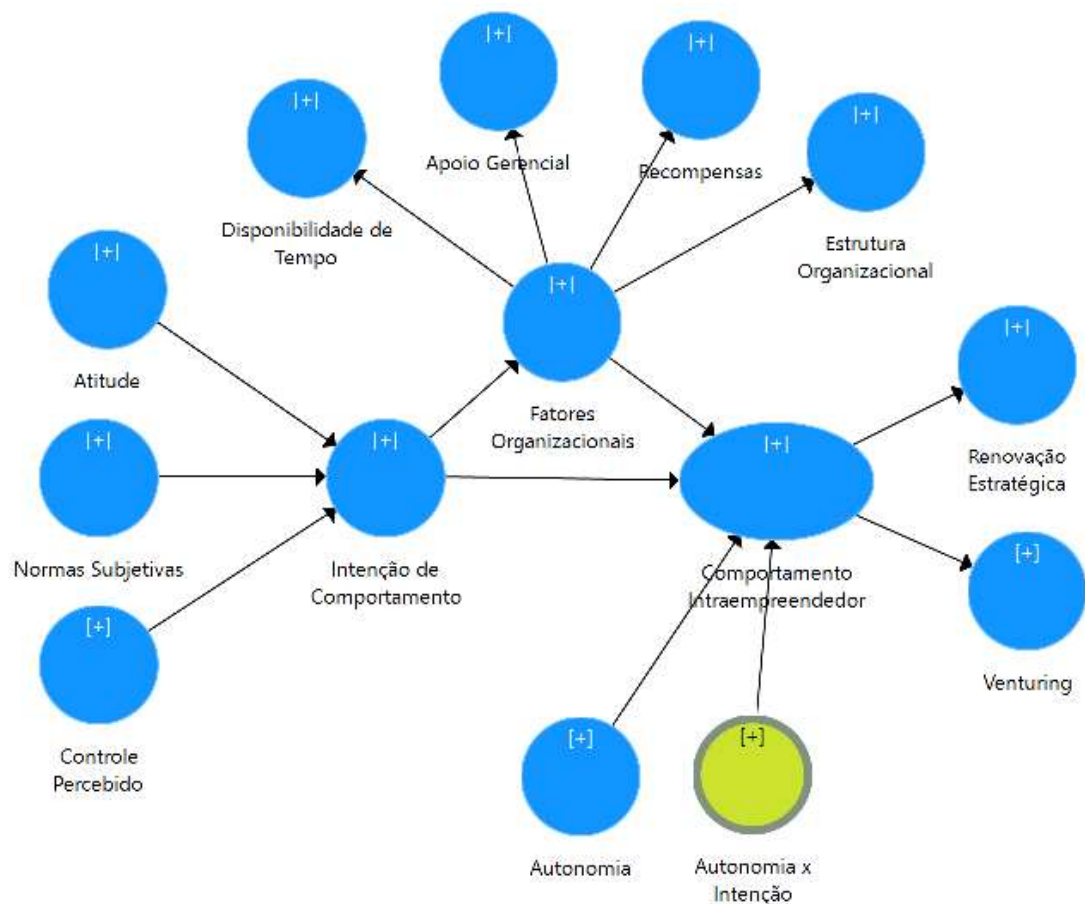 [+]
[+]
[+]
[+]
Apoio Gerencial
Recompensas
Disponibilidade de
Tempo
Estrutura
Organizacional
[+]
[+]
[+]
Atitude
Fatores
Organizacionais
[+]
[+]
[+]
Renovação
Estratégica
Normas Subjetivas
Intenção de
Comportamento
Comportamento
Intraempreendedor
[+]
[+]
Venturing
Controle
Percebido
[+]
[+]
Autonomia
Autonomia x
Intenção